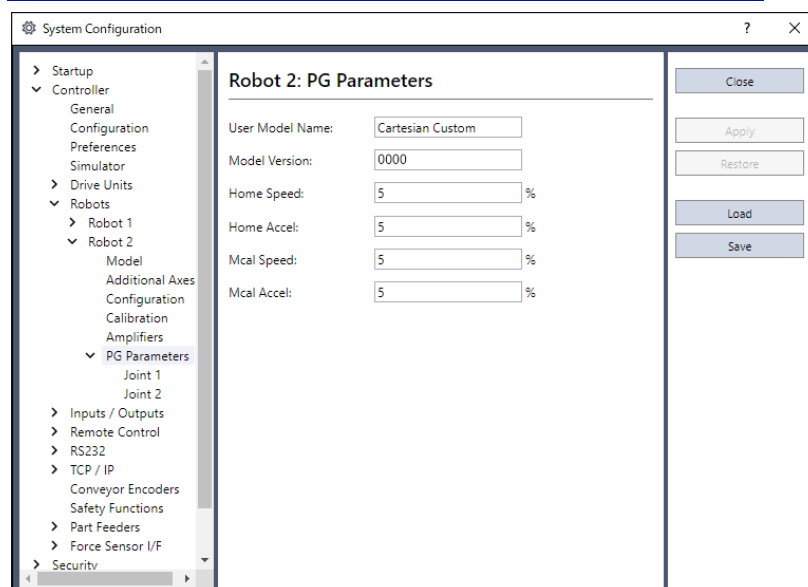 System Configuration
?
Startup
Controller
General
Configuration
Preferences
Simulator
Drive Units
Robots
Robot 1
Robot 2
Model
Additional Axes
Configuration
Calibration
Amplifiers
PG Parameters
Joint 1
Joint 2
Inputs / Outputs
Remote Control
RS232
TCP / IP
Conveyor Encoders
Safety Functions
Part Feeders
Force Sensor I/F
Security
Robot 2: PG Parameters
User Model Name: Cartesian Custom
Model Version: 0000
Home Speed: 5 %
Home Accel: 5 %
Mcal Speed: 5 %
Mcal Accel: 5 %
Close
Apply
Restore
Load
Save